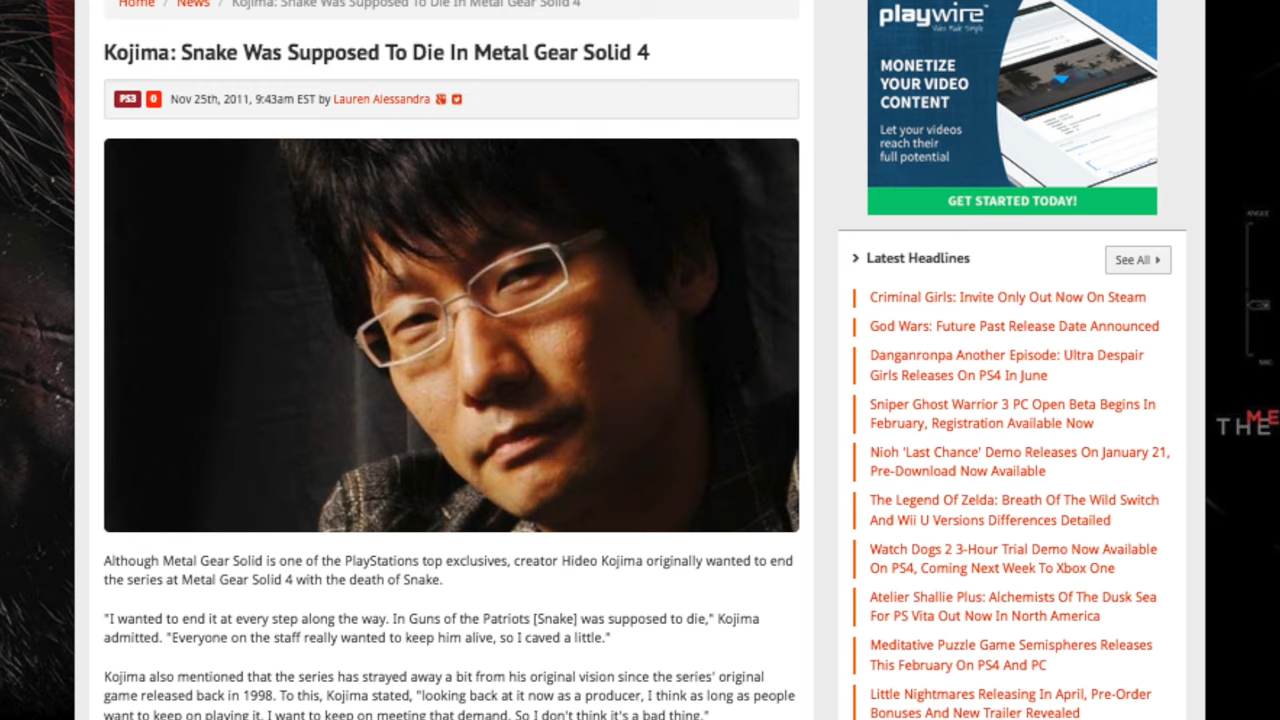 Home / News / Kojima: Snake Was Supposed To Die In Metal Gear Solid 4
Kojima: Snake Was Supposed To Die In Metal Gear Solid 4
PS3 0 Nov 25th, 2011, 9:43am EST by Lauren Alessandra
Although Metal Gear Solid is one of the PlayStations top exclusives, creator Hideo Kojima originally wanted to end
the series at Metal Gear Solid 4 with the death of Snake.
"I wanted to end it at every step along the way. In Guns of the Patriots [Snake] was supposed to die," Kojima
admitted. "Everyone on the staff really wanted to keep him alive, so I caved a little."
Kojima also mentioned that the series has strayed away a bit from his original vision since the series' original
game released back in 1998. To this, Kojima stated, "looking back at it now as a producer, I think as long as people
want to keep on playing it, I want to keep on meeting that demand. So I don't think it's a bad thing."
playwire™
Video Made Simple
MONETIZE
YOUR VIDEO
CONTENT
Let your videos
reach their
full potential
GET STARTED TODAY!
Latest Headlines
See All
Criminal Girls: Invite Only Out Now On Steam
God Wars: Future Past Release Date Announced
Danganronpa Another Episode: Ultra Despair
Girls Releases On PS4 In June
Sniper Ghost Warrior 3 PC Open Beta Begins In
February, Registration Available Now
Nioh 'Last Chance' Demo Releases On January 21,
Pre-Download Now Available
The Legend Of Zelda: Breath Of The Wild Switch
And Wii U Versions Differences Detailed
Watch Dogs 2 3-Hour Trial Demo Now Available
On PS4, Coming Next Week To Xbox One
Atelier Shallie Plus: Alchemists Of The Dusk Sea
For PS Vita Out Now In North America
Meditative Puzzle Game Semispheres Releases
This February On PS4 And PC
Little Nightmares Releasing In April, Pre-Order
Bonuses And New Trailer Revealed
ANGLE
THE